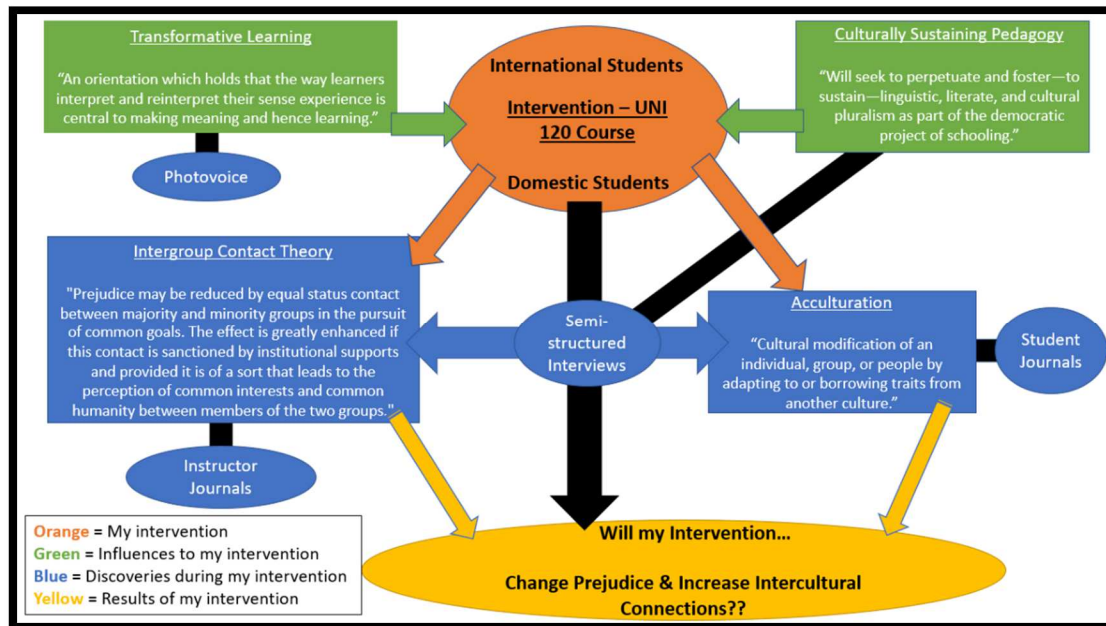 Transformative Learning
“An orientation which holds that the way learners
interpret and reinterpret their sense experience is
central to making meaning and hence learning.”
Photovoice
International Students
Intervention – UNI
120 Course
Domestic Students
Culturally Sustaining Pedagogy
“Will seek to perpetuate and foster—to
sustain—linguistic, literate, and cultural
pluralism as part of the democratic
project of schooling.”
Intergroup Contact Theory
"Prejudice may be reduced by equal status contact
between majority and minority groups in the pursuit
of common goals. The effect is greatly enhanced if
this contact is sanctioned by institutional supports
and provided it is of a sort that leads to the
perception of common interests and common
humanity between members of the two groups."
Instructor
Journals
Semi-
structured
Interviews
Acculturation
“Cultural modification of an
individual, group, or people by
adapting to or borrowing traits from
another culture.”
Student
Journals
Orange = My intervention
Green = Influences to my intervention
Blue = Discoveries during my intervention
Yellow = Results of my intervention
Will my Intervention…
Change Prejudice & Increase Intercultural
Connections??